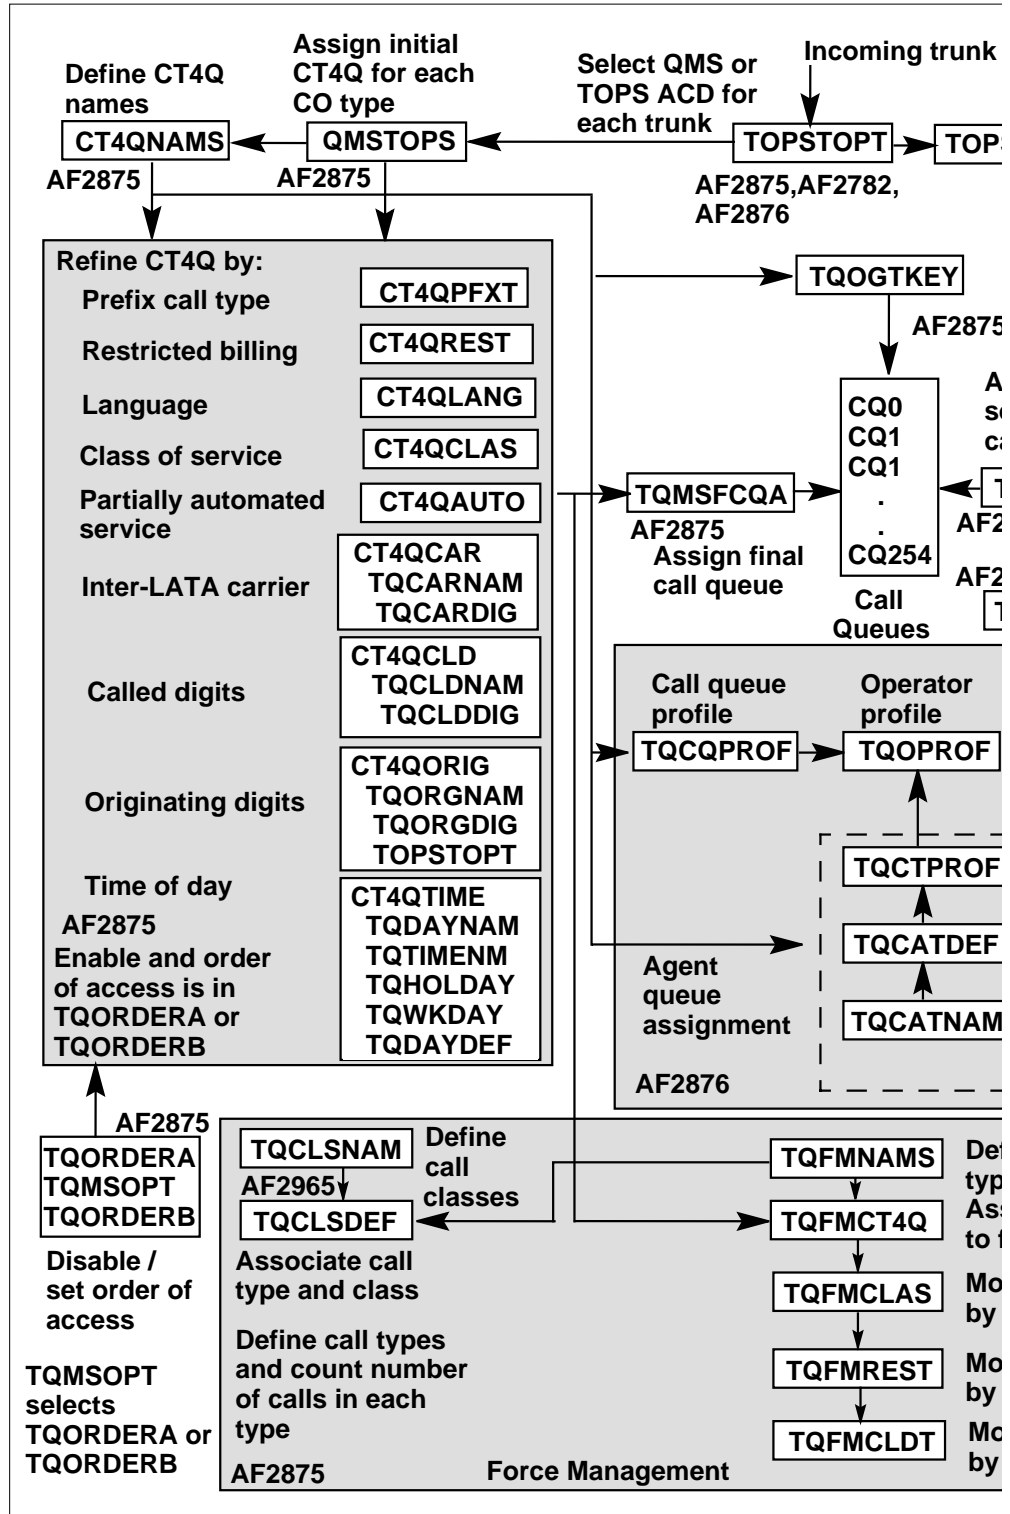 Define CT4Q
names
Assign initial
CT4Q for each
CO type
Select QMS or
TOPS ACD for
each trunk
Incoming trunk
CT4QNAMS
QMSTOPS
TOPSTOPT
AF2875
AF2875
AF2875,AF2782,
AF2876
Refine CT4Q by:
Prefix call type
CT4QPFXT
Restricted billing
CT4QREST
Language
CT4QLANG
Class of service
CT4QCLAS
Partially automated
service
CT4QAUTO
Inter-LATA carrier
CT4QCAR
TQCARNAM
TQCARDIG
Called digits
CT4QCLD
TQCLDNAM
TQCLDDIG
Originating digits
CT4QORIG
TQORGNAM
TQORGDIG
TOPSTOPT
Time of day
CT4QTIME
TQDAYNAM
TQTIMENM
TQHOLDAY
TQWKDAY
TQDAYDEF
AF2875
Enable and order
of access is in
TQORDERA or
TQORDERB
TQOGTKEY
AF2875
CQ0
CQ1
CQ1
.
.
CQ254
Call
Queues
TQMSFCQA
AF2875
Assign final
call queue
Call queue
profile
Operator
profile
TQCQPROF
TQOPROF
TQCTPROF
TQCATDEF
TQCATNAM
Agent
queue
assignment
AF2876
AF2875
TQORDERA
TQMSOPT
TQORDERB
Disable /
set order of
access
TQMSOPT
selects
TQORDERA or
TQORDERB
TQCLSNAM
AF2965
TQCLSDEF
Define
call
classes
Associate call
type and class
Define call types
and count number
of calls in each
type
AF2875
TQFMNAMS
TQFMCT4Q
to
TQFMCLAS
by
TQFMREST
by
TQFMCLDT
by
Force Management